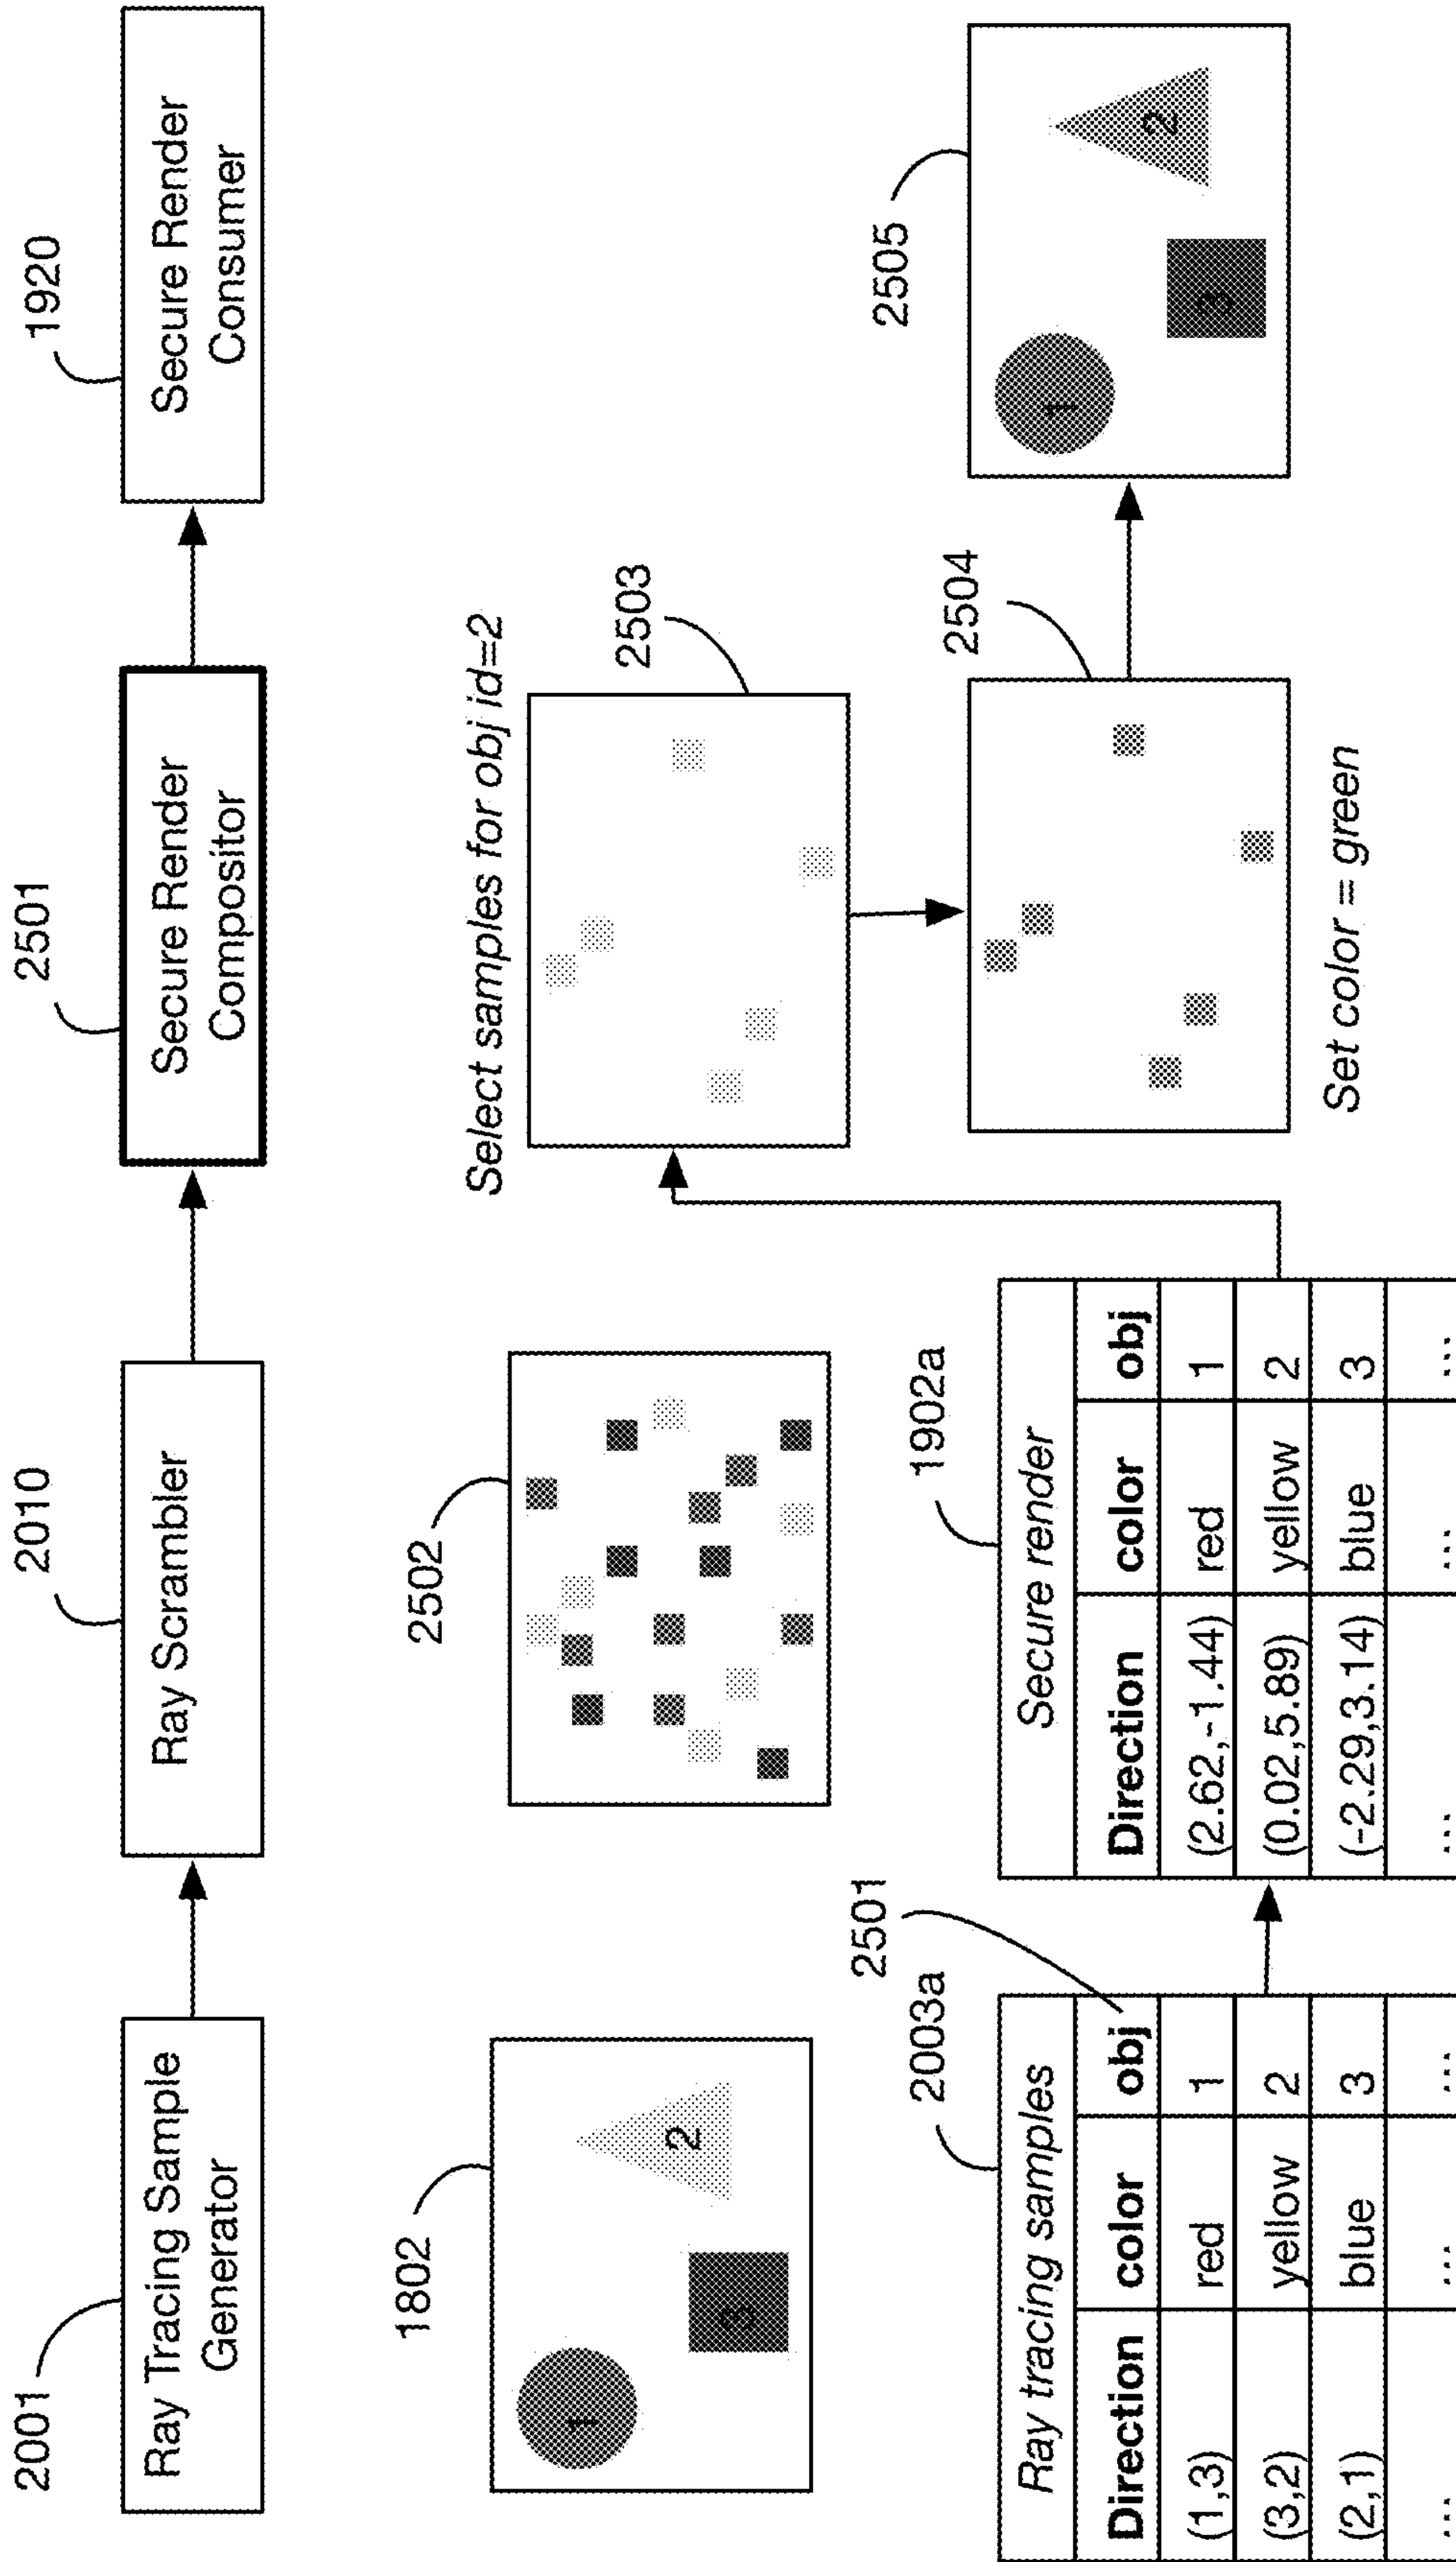 2001
2010
2501
1920
Ray Tracing Sample
Generator
Ray Scrambler
Secure Render
Compositor
Secure Render
Consumer
1802
2502
Select samples for obj id=2
2503
1
2
3
2003a
2501
1902a
2504
2505
1
2
3
Ray tracing samples
Direction color obj
(1,3) red 1
(3,2) yellow 2
(2,1) blue 3
... ... ...
Secure render
Direction color obj
(2.62,-1.44) red 1
(0.02,5.89) yellow 2
(-2.29,3.14) blue 3
... ... ...
Set color = green